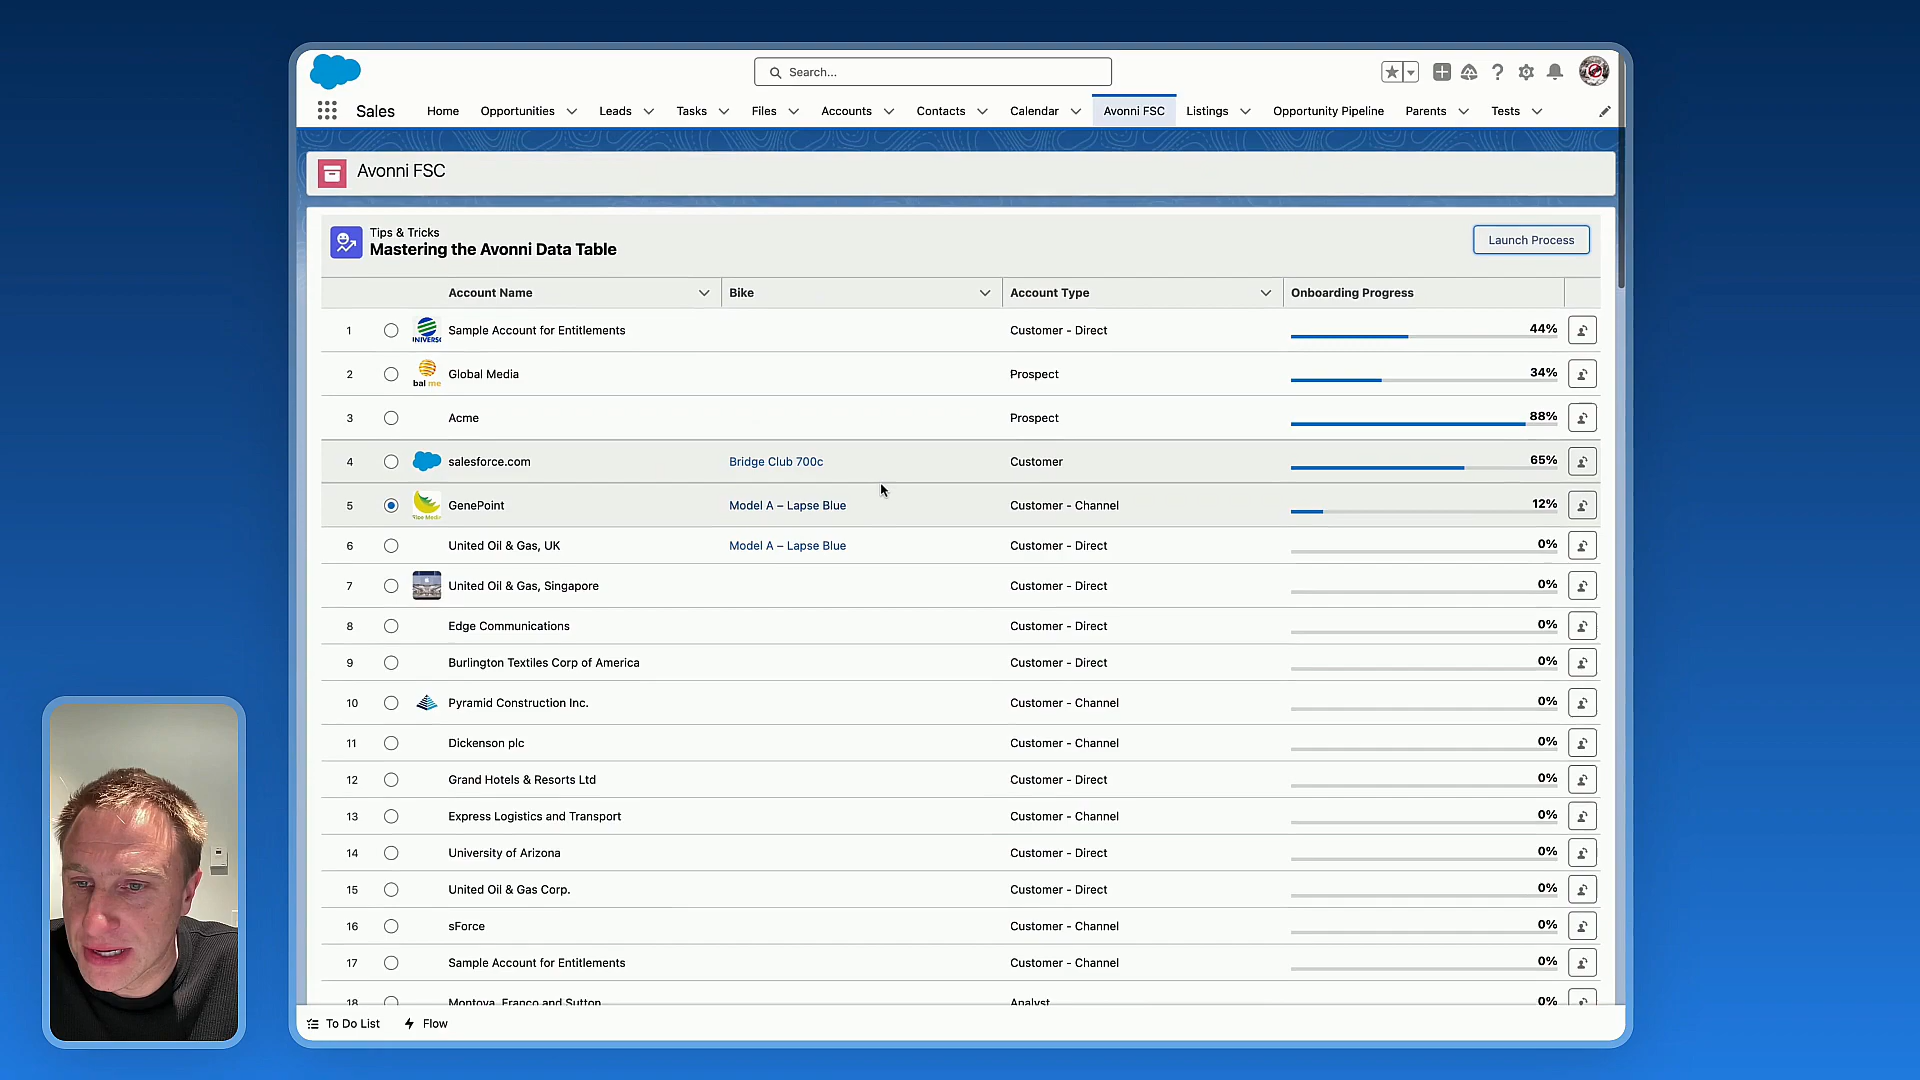 Search...
Sales Home Opportunities Leads Tasks Files Accounts Contacts Calendar Avonni FSC Listings Opportunity Pipeline Parents Tests
Avonni FSC
Tips & Tricks
Mastering the Avonni Data Table
Launch Process
Account Name Bike Account Type Onboarding Progress
1 Sample Account for Entitlements Customer - Direct 44%
2 bal me Global Media Prospect 34%
3 Acme Prospect 88%
4 salesforce.com Bridge Club 700c Customer 65%
5 GenePoint Model A – Lapse Blue Customer - Channel 12%
6 United Oil & Gas, UK Model A – Lapse Blue Customer - Direct 0%
7 United Oil & Gas, Singapore Customer - Direct 0%
8 Edge Communications Customer - Direct 0%
9 Burlington Textiles Corp of America Customer - Direct 0%
10 Pyramid Construction Inc. Customer - Channel 0%
11 Dickenson plc Customer - Channel 0%
12 Grand Hotels & Resorts Ltd Customer - Direct 0%
13 Express Logistics and Transport Customer - Channel 0%
14 University of Arizona Customer - Direct 0%
15 United Oil & Gas Corp. Customer - Direct 0%
16 sForce Customer - Channel 0%
17 Sample Account for Entitlements Customer - Channel 0%
18 Montoya, Franco and Sutton Analyst 0%
To Do List Flow